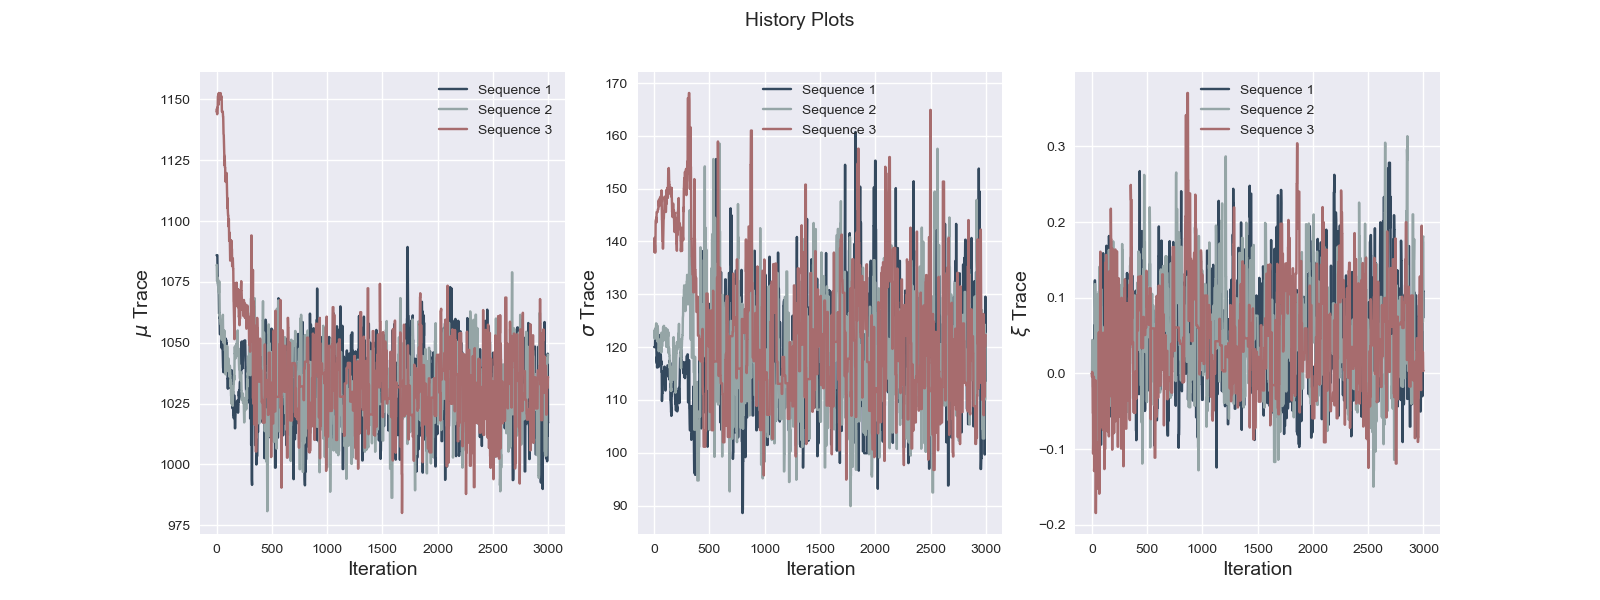 History Plots
μ Trace
1150
1125
1100
1075
1050
1025
1000
975
0 500 1000 1500 2000 2500 3000
Iteration
Sequence 1
Sequence 2
Sequence 3
σ Trace
170
160
150
140
130
120
110
100
90
0 500 1000 1500 2000 2500 3000
Iteration
Sequence 1
Sequence 2
Sequence 3
ξ Trace
0.3
0.2
0.1
0.0
−0.1
−0.2
0 500 1000 1500 2000 2500 3000
Iteration
Sequence 1
Sequence 2
Sequence 3